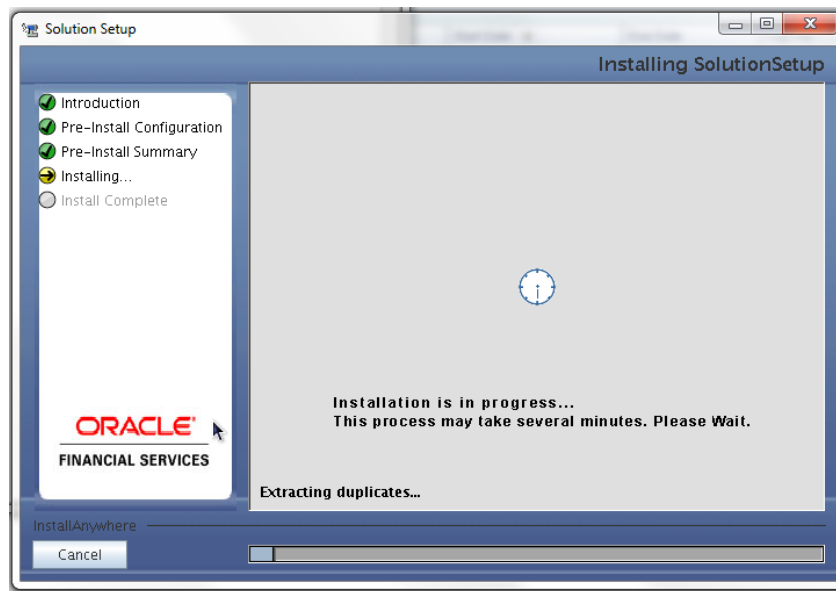 Solution Setup
Installing SolutionSetup
Introduction
Pre-Install Configuration
Pre-Install Summary
Installing...
Install Complete
Installation is in progress...
This process may take several minutes. Please Wait.
ORACLE
FINANCIAL SERVICES
Extracting duplicates...
InstallAnywhere
Cancel